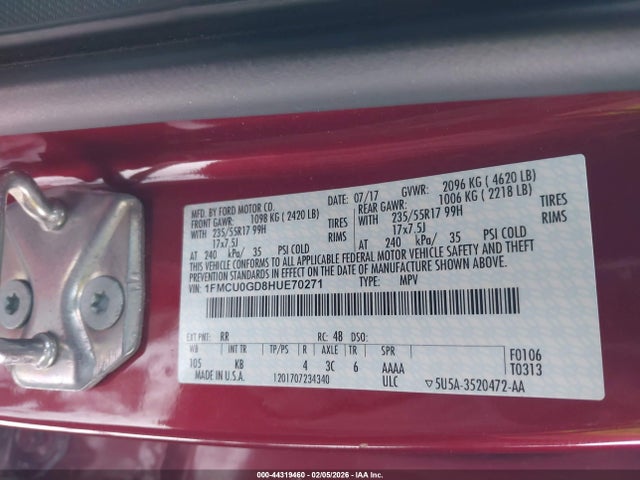 MFD. BY FORD MOTOR CO.
DATE: 07/17 GVWR: 2096 KG ( 4620 LB)
FRONT GAWR: 1098 KG ( 2420 LB) REAR GAWR: 1006 KG ( 2218 LB)
WITH 235/55R17 99H TIRES WITH 235/55R17 99H TIRES
17x7.5J RIMS 17x7.5J RIMS
AT 240 kPa/ 35 PSI COLD AT 240 kPa/ 35 PSI COLD
THIS VEHICLE CONFORMS TO ALL APPLICABLE FEDERAL MOTOR VEHICLE SAFETY AND THEFT
PREVENTION STANDARDS IN EFFECT ON THE DATE OF MANUFACTURE SHOWN ABOVE.
VIN: 1FMCU0GD8HUE70271 TYPE: MPV
EXT PNT: RR RC: 48 DSO:
WB INT TR TP/PS R AXLE TR SPR F0106
105 KB 4 3C 6 AAAA T0313
MADE IN U.S.A. 1201707234340 ULC 5U5A-3520472-AA
000-44319460 - 02/05/2026 - IAA, Inc.